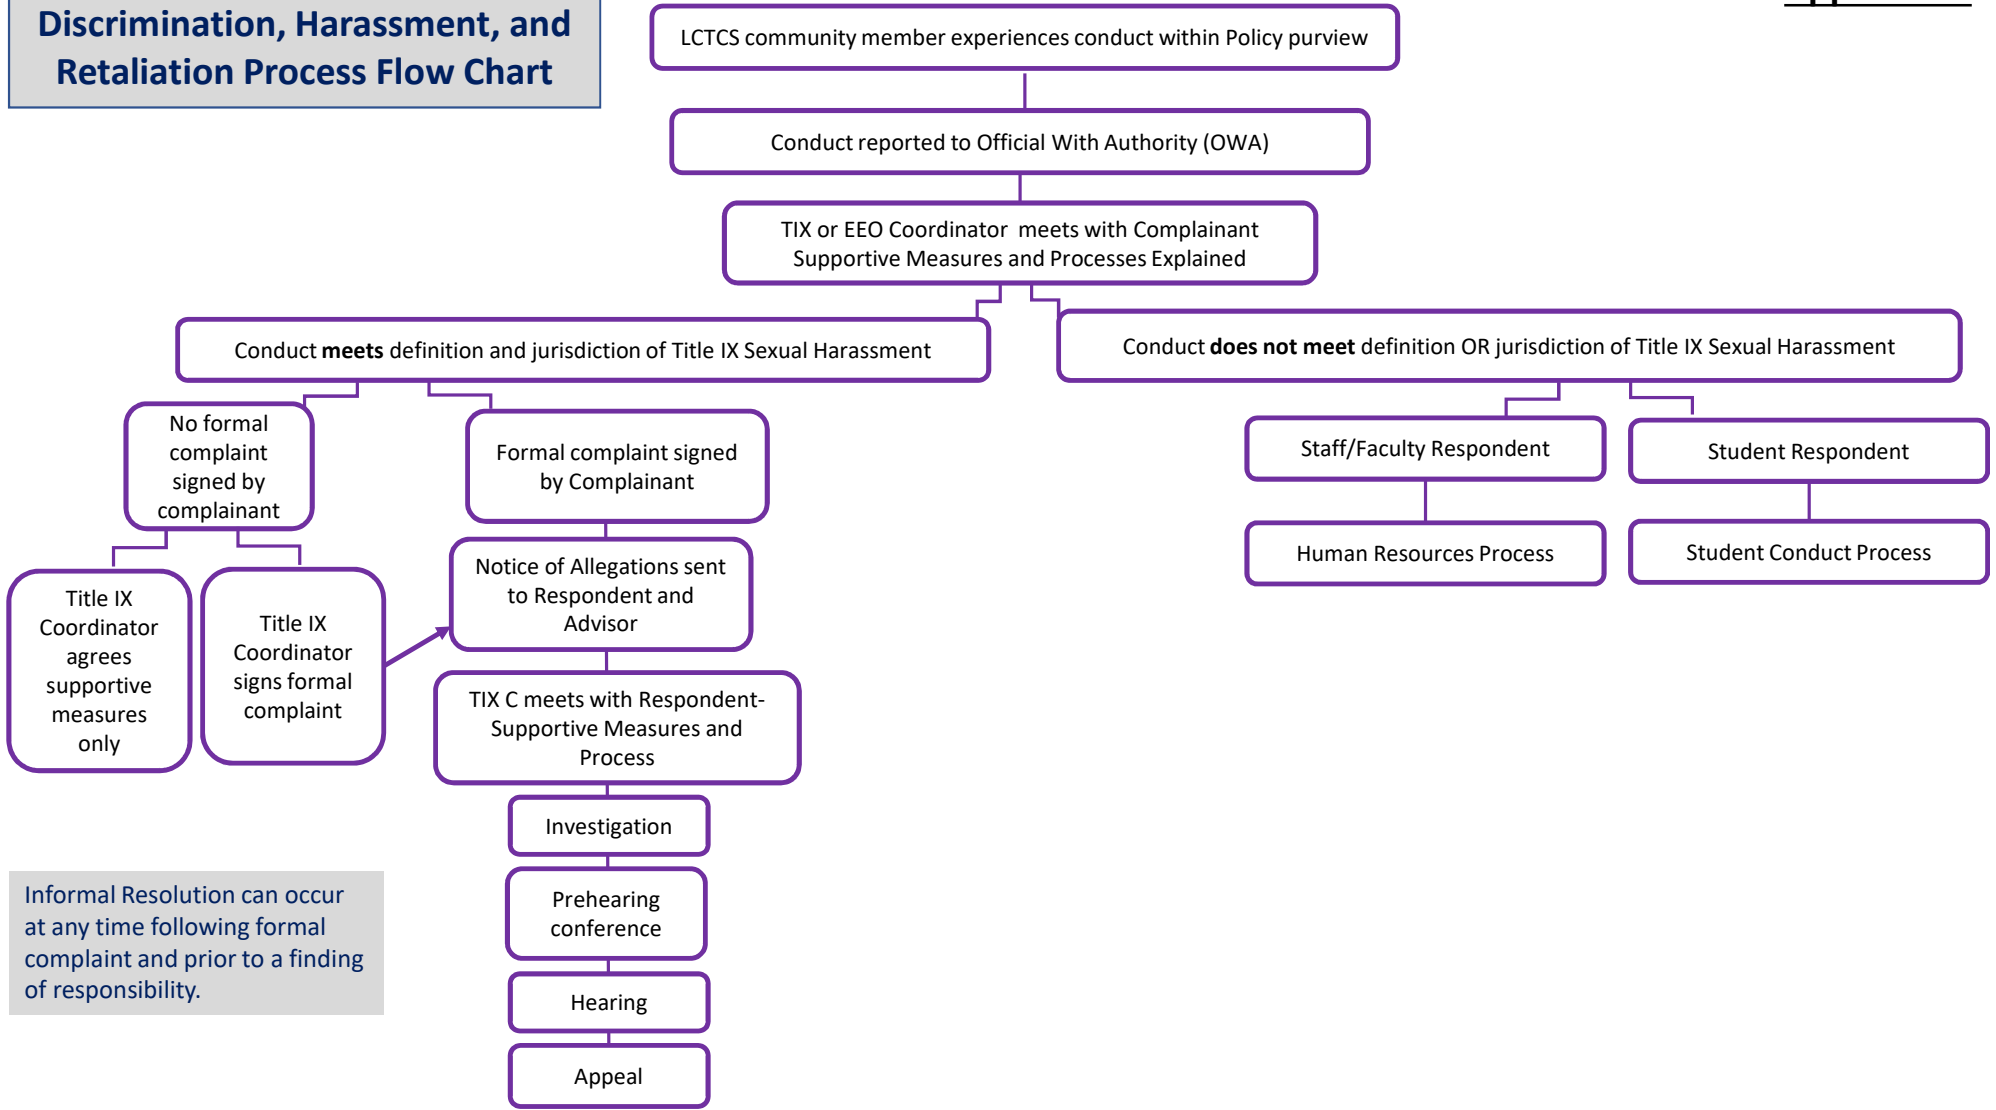 Discrimination, Harassment, and
Retaliation Process Flow Chart
LCTCS community member experiences conduct within Policy purview
Conduct reported to Official With Authority (OWA)
TIX or EEO Coordinator  meets with Complainant
Supportive Measures and Processes Explained
Conduct meets definition and jurisdiction of Title IX Sexual Harassment
Conduct does not meet definition OR jurisdiction of Title IX Sexual Harassment
No formal
complaint
signed by
complainant
Formal complaint signed
by Complainant
Staff/Faculty Respondent
Student Respondent
Human Resources Process
Student Conduct Process
Title IX
Coordinator
agrees
supportive
measures
only
Title IX
Coordinator
signs formal
complaint
Notice of Allegations sent
to Respondent and
Advisor
TIX C meets with Respondent-
Supportive Measures and
Process
Investigation
Prehearing
conference
Hearing
Appeal
Informal Resolution can occur
at any time following formal
complaint and prior to a finding
of responsibility.